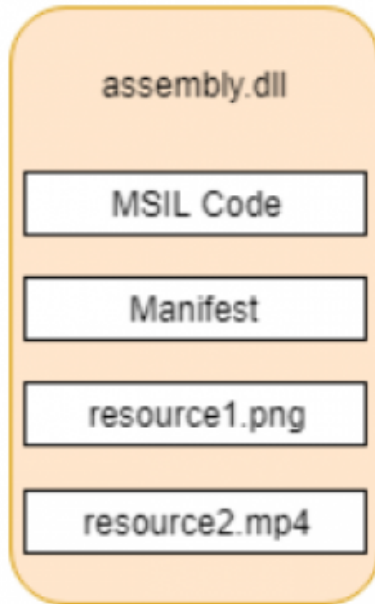 assembly.dll
MSIL Code
Manifest
resource1.png
resource2.mp4